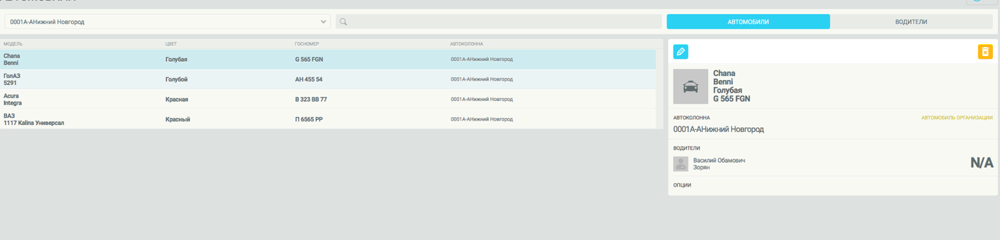 0001А-АНижний Новгород
АВТОМОБИЛИ
ВОДИТЕЛИ
МОДЕЛЬ
ЦВЕТ
ГОСНОМЕР
АВТОКОЛОННА
Chana
Benni
Голубая
G 565 FGN
0001А-АНижний Новгород
ГолАЗ
5291
Голубой
АН 455 54
0001А-АНижний Новгород
Acura
Integra
Красная
В 323 ВВ 77
0001А-АНижний Новгород
ВАЗ
1117 Kalina Универсал
Красный
П 6565 РР
0001А-АНижний Новгород
Chana
Benni
Голубая
G 565 FGN
АВТОКОЛОННА
АВТОМОБИЛЬ ОРГАНИЗАЦИИ
0001А-АНижний Новгород
ВОДИТЕЛИ
Василий Обамович
Зорян
N/A
ОПЦИИ